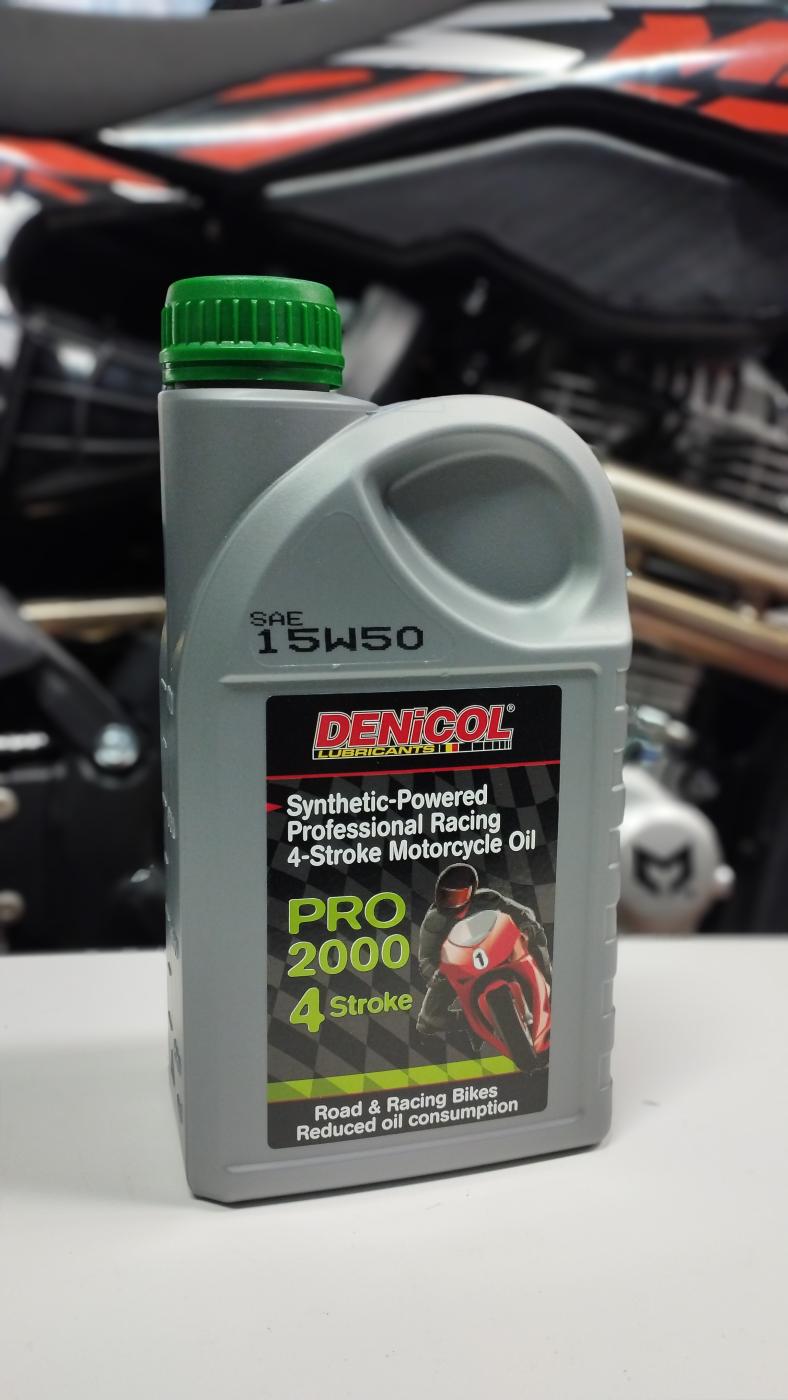 SAE
15W50
DENiCOL®
LUBRICANTS
Synthetic-Powered
Professional Racing
4-Stroke Motorcycle Oil
PRO
2000
4 Stroke
1
Road & Racing Bikes
Reduced oil consumption